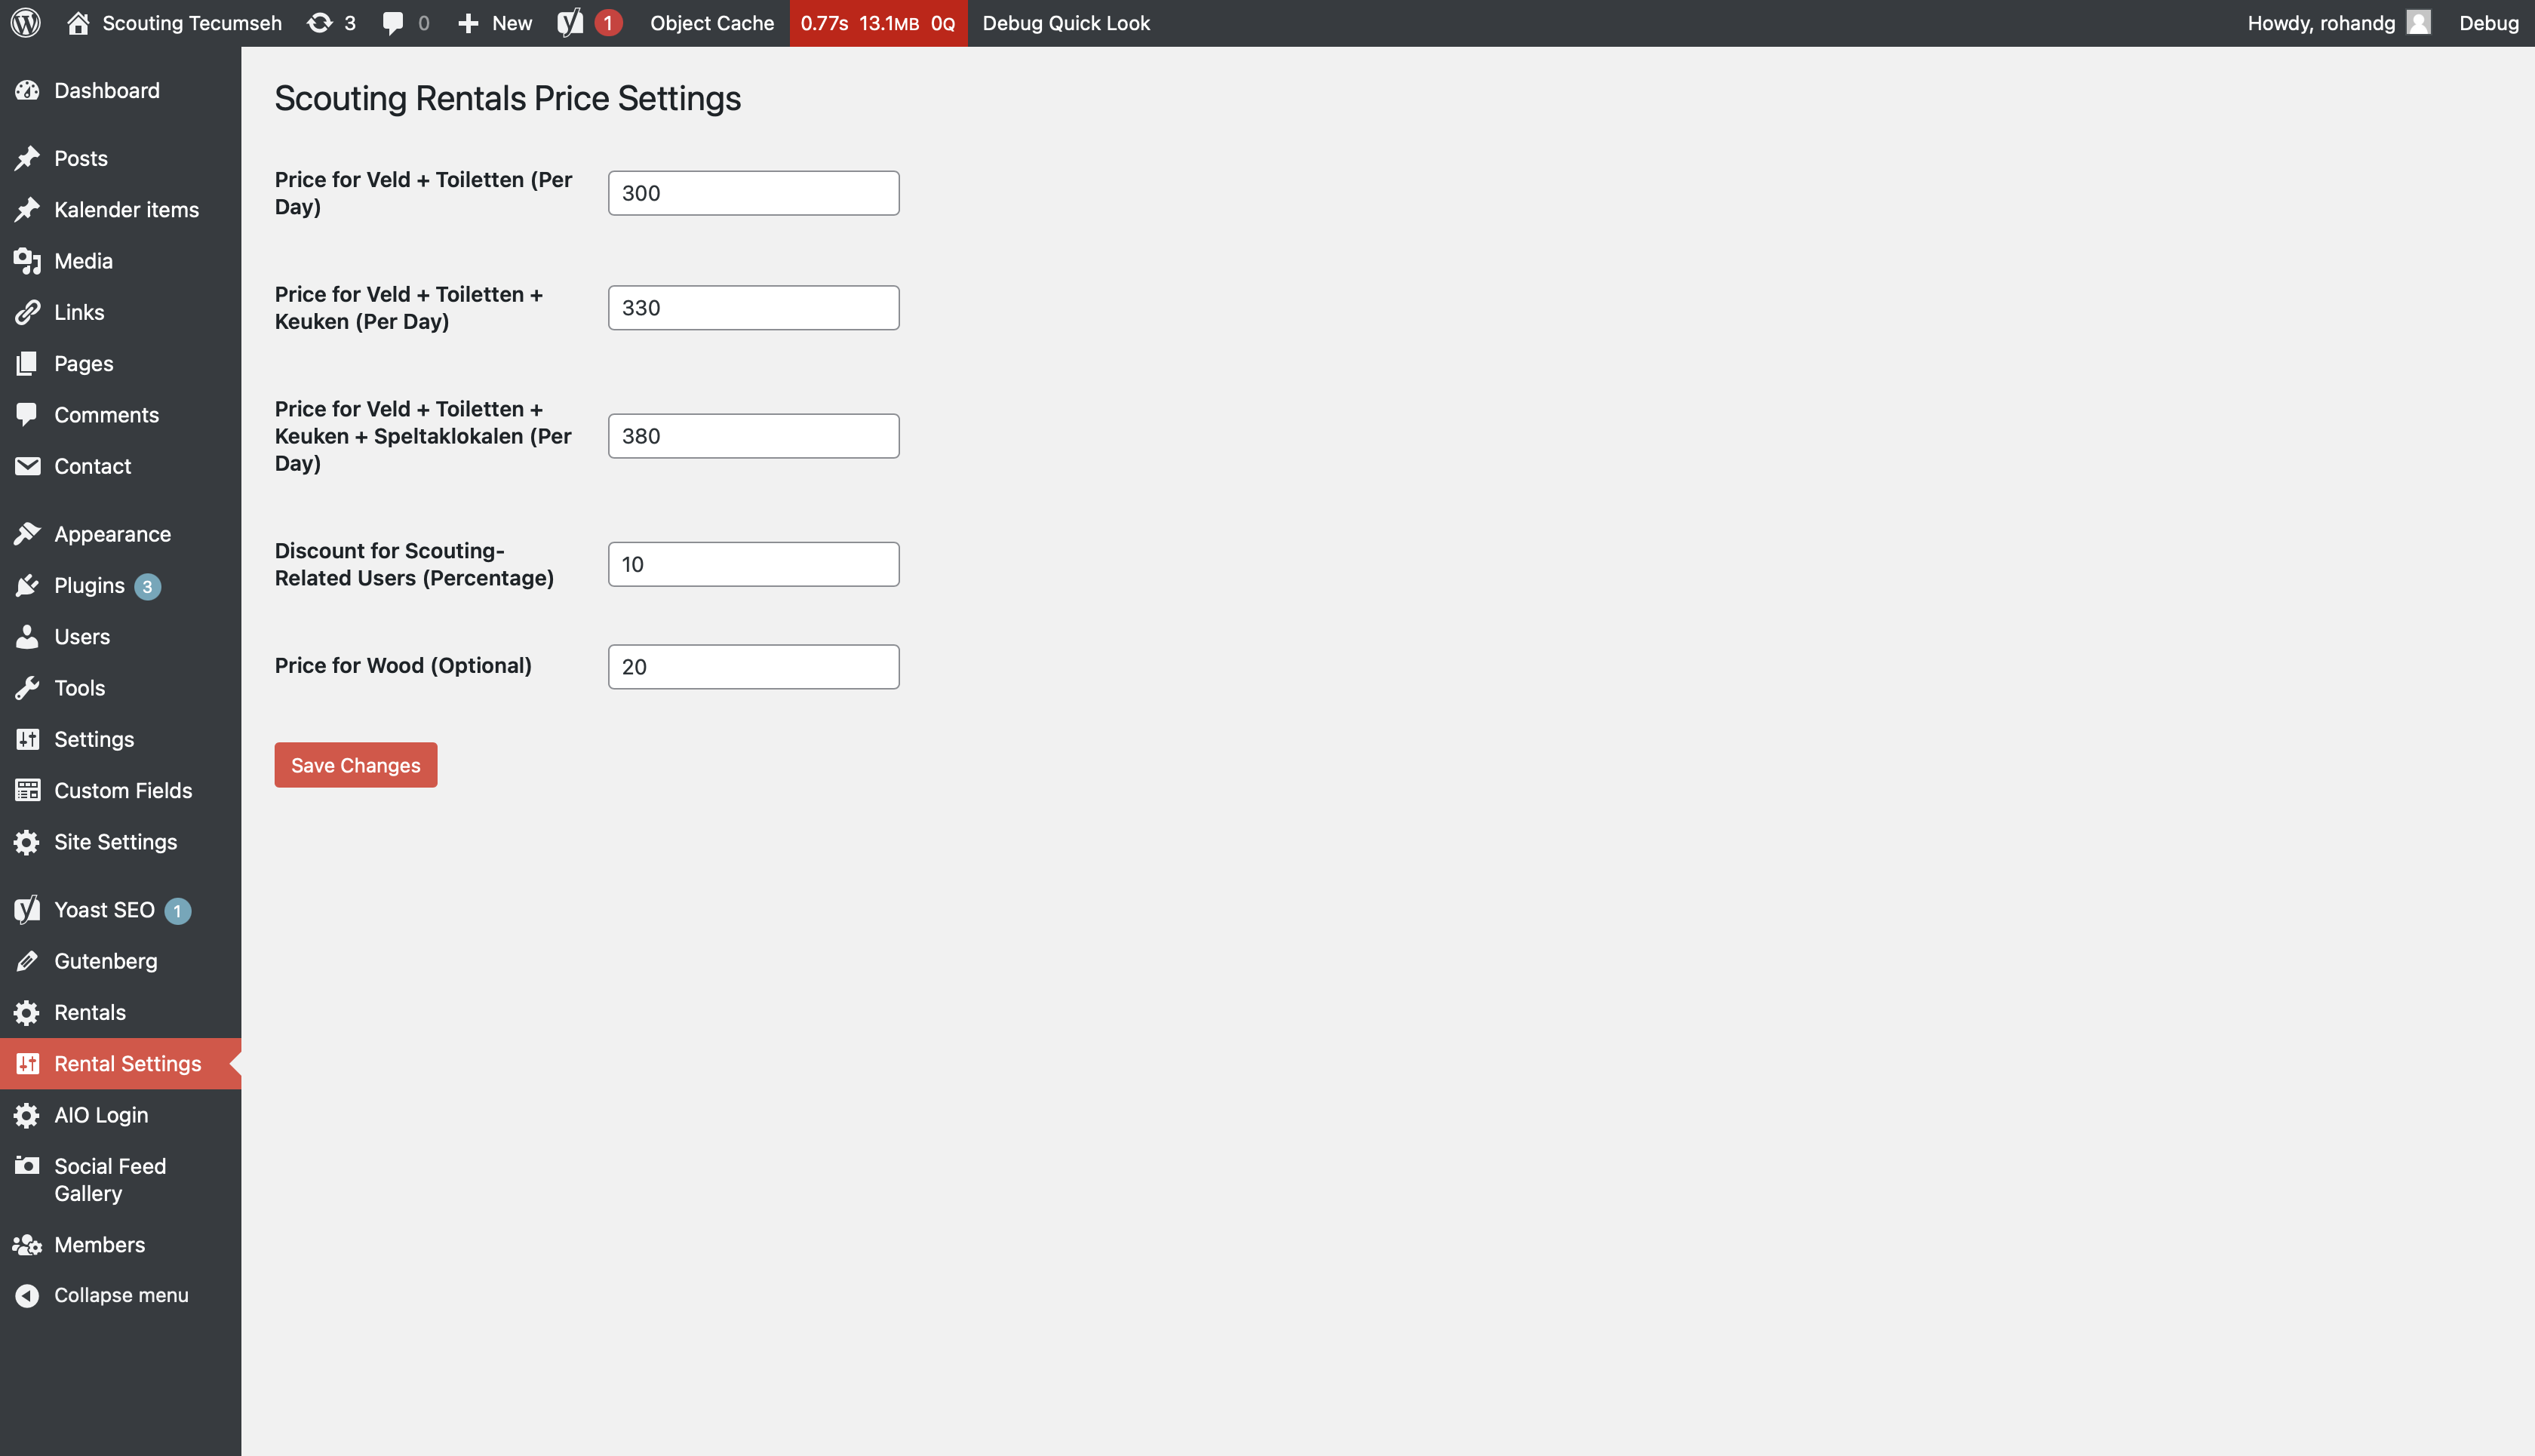 Scouting Tecumseh 3 0 New 1 Object Cache 0.77s 13.1MB 0Q Debug Quick Look Howdy, rohandg Debug
Dashboard
Posts
Kalender items
Media
Links
Pages
Comments
Contact
Appearance
Plugins 3
Users
Tools
Settings
Custom Fields
Site Settings
Yoast SEO 1
Gutenberg
Rentals
Rental Settings
AIO Login
Social Feed
Gallery
Members
Collapse menu
Scouting Rentals Price Settings
Price for Veld + Toiletten (Per
Day)
300
Price for Veld + Toiletten +
Keuken (Per Day)
330
Price for Veld + Toiletten +
Keuken + Speltaklokalen (Per
Day)
380
Discount for Scouting-
Related Users (Percentage)
10
Price for Wood (Optional)
20
Save Changes